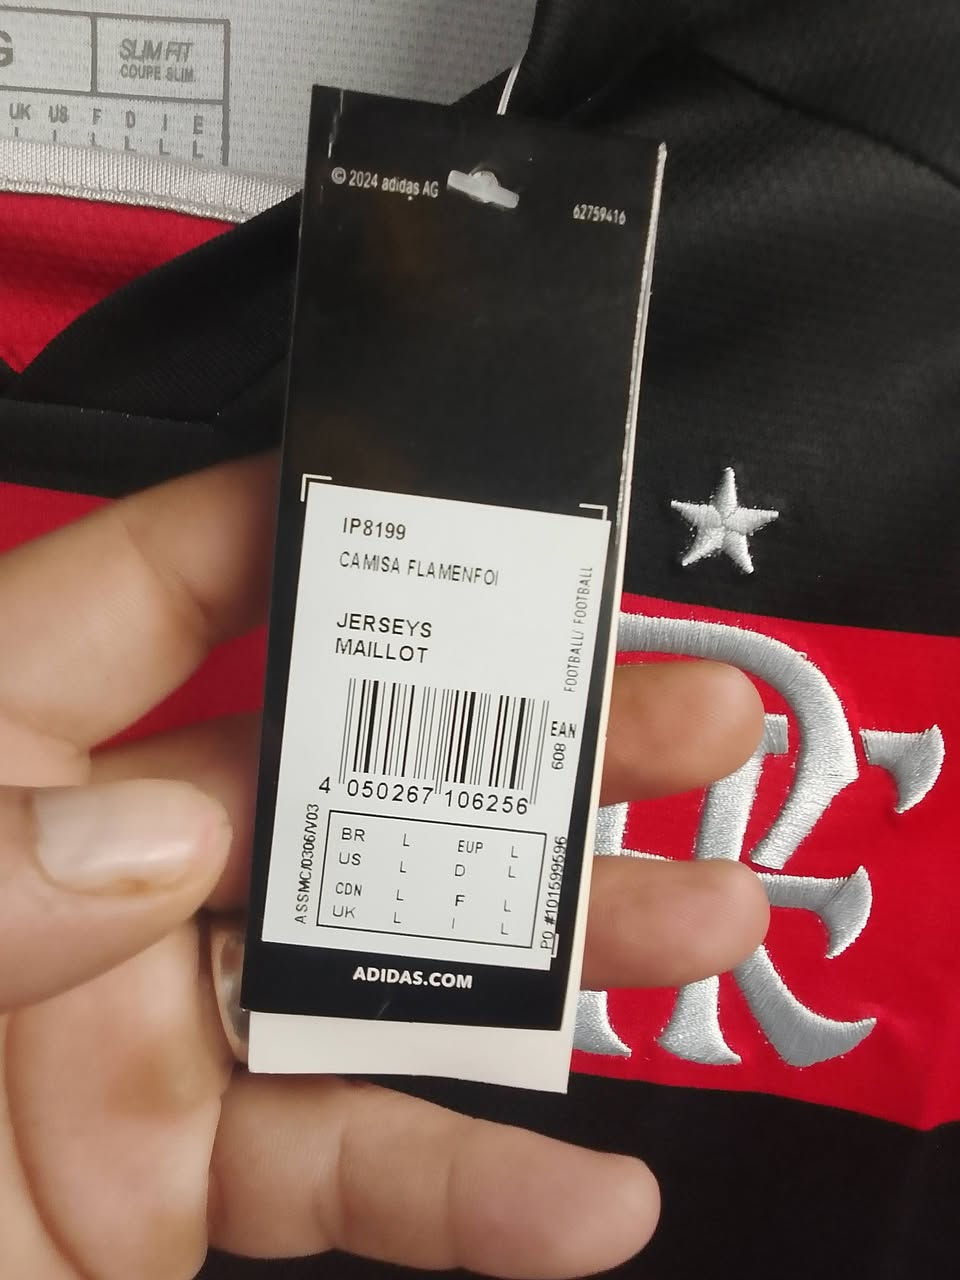 G
SLIM FIT
COUPE SLIM
UK US F D I E
L L L L
© 2024 adidas AG
62759416
IP8199
CAMISA FLAMENFOI
JERSEYS
MAILLOT
FOOTBALL/ FOOTBALL
EAN
608
4 050267 106256
ASSMC/0306/V03
BR L EUP L
US L D L
CDN L F L
UK L I L
PO #101599596
ADIDAS.COM